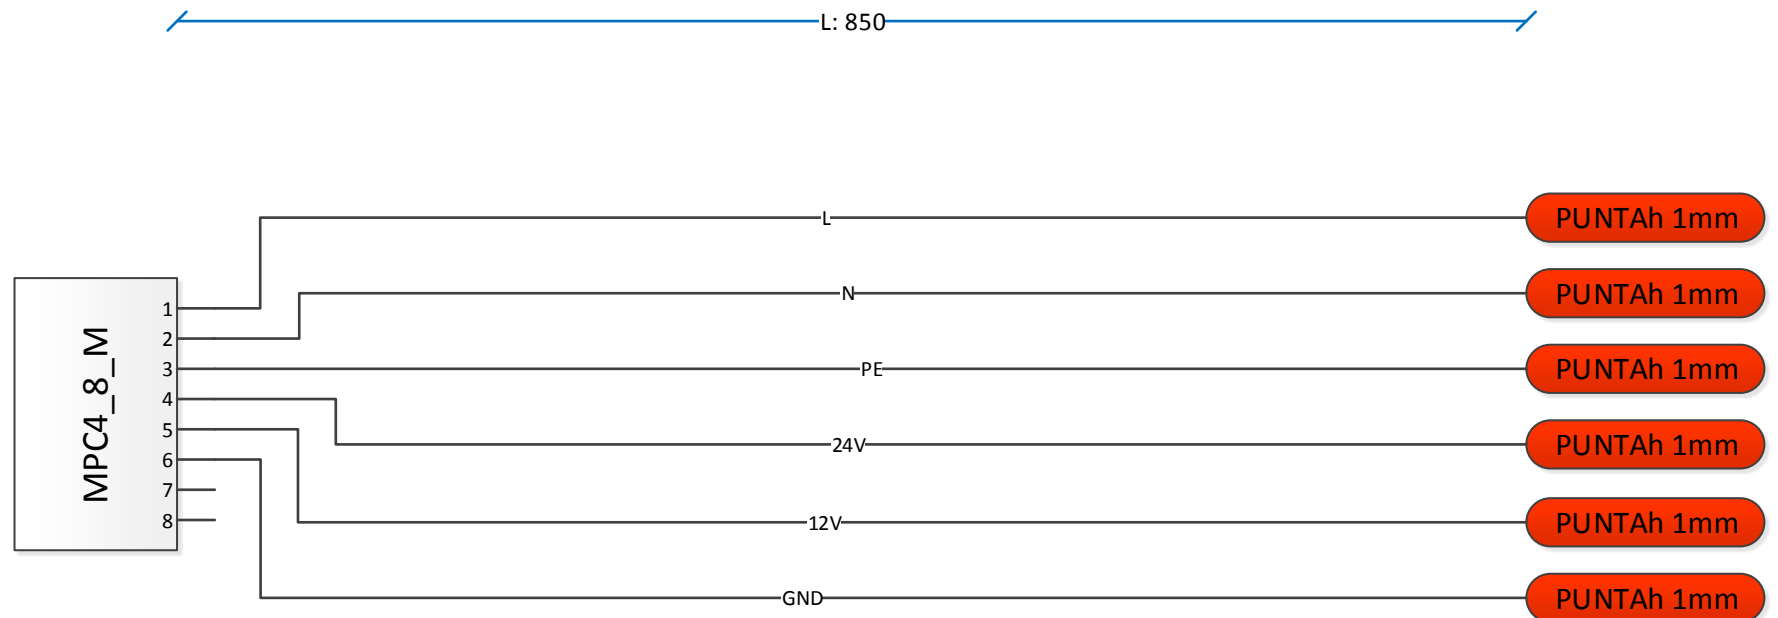 L: 850
L
PUNTAh 1mm
N
PUNTAh 1mm
1
2
3
4
5
6
7
8
MPC4_8_M
PE
PUNTAh 1mm
24V
PUNTAh 1mm
12V
PUNTAh 1mm
GND
PUNTAh 1mm